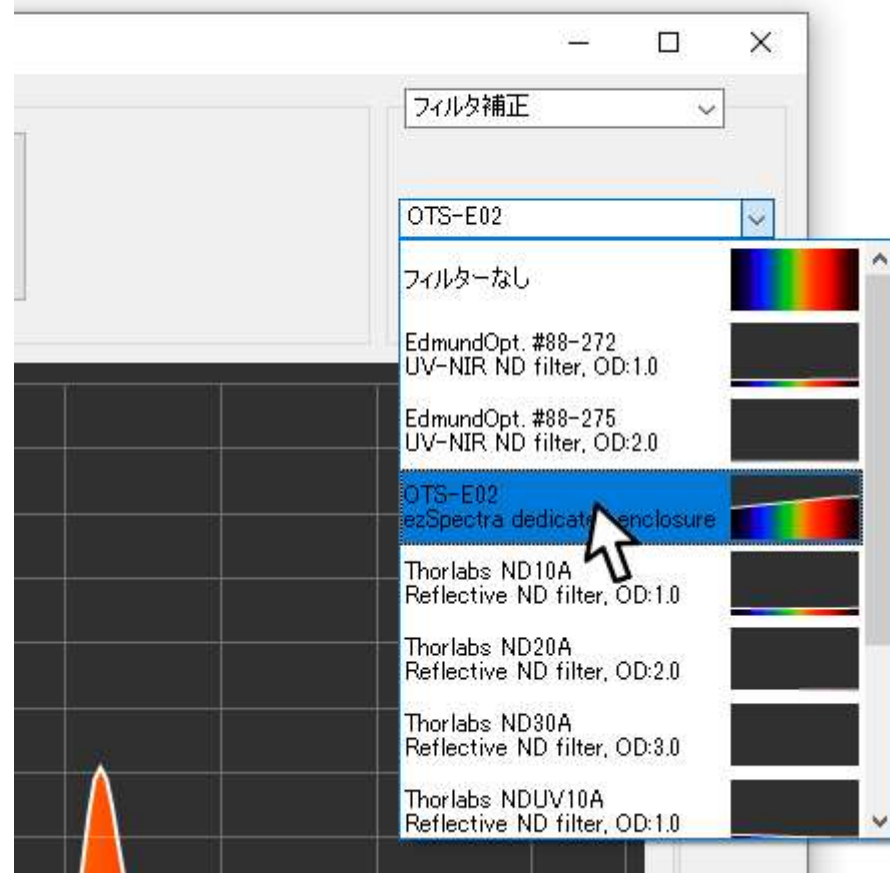 フィルタ補正
OTS-E02
フィルターなし
EdmundOpt. #88-272
UV-NIR ND filter, OD:1.0
EdmundOpt. #88-275
UV-NIR ND filter, OD:2.0
OTS-E02
ezSpectra dedicated enclosure
Thorlabs ND10A
Reflective ND filter, OD:1.0
Thorlabs ND20A
Reflective ND filter, OD:2.0
Thorlabs ND30A
Reflective ND filter, OD:3.0
Thorlabs NDUV10A
Reflective ND filter, OD:1.0